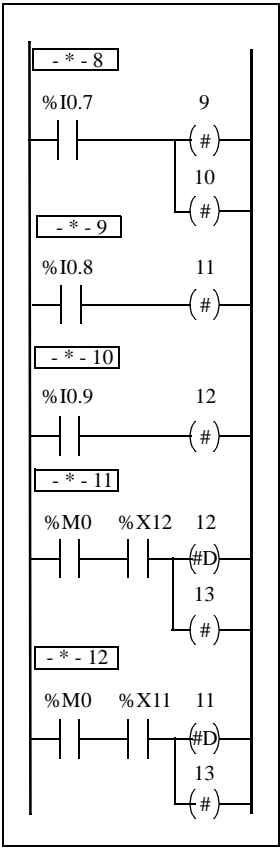 - * - 8
%I0.7 9
#
10
#
- * - 9
%I0.8 11
#
- * - 10
%I0.9 12
#
- * - 11
%M0 %X12 12
#D
13
#
- * - 12
%M0 %X11 11
#D
13
#